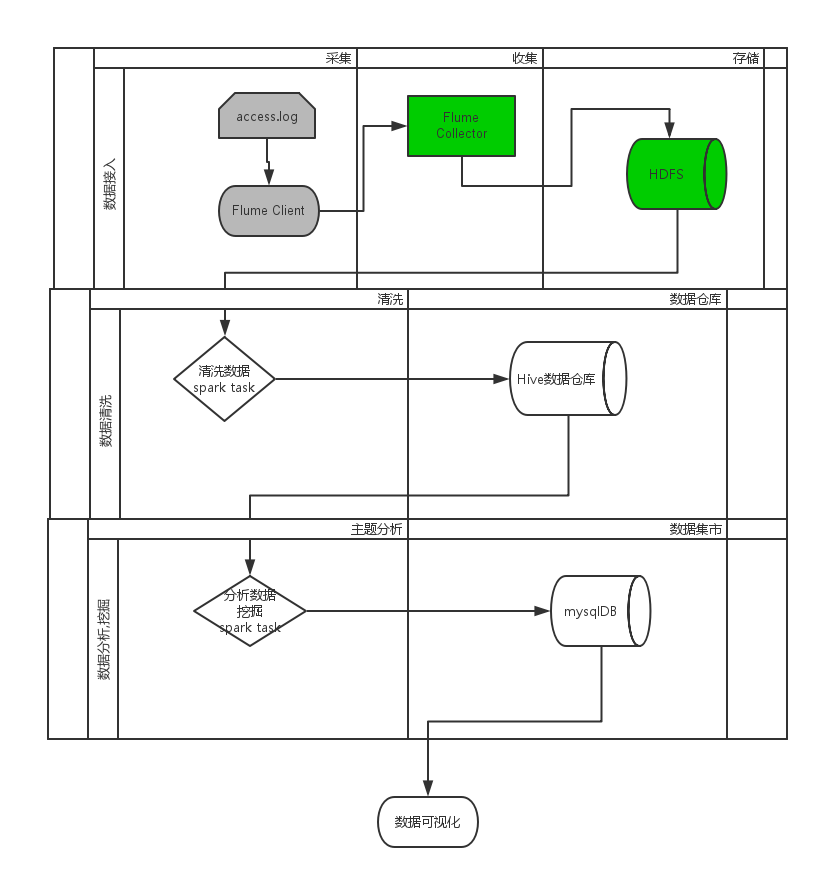 采集
收集
存储
数据接入
access.log
Flume Client
Flume
Collector
HDFS
清洗
数据仓库
数据清洗
清洗数据
spark task
Hive数据仓库
主题分析
数据集市
数据分析,挖掘
分析数据
挖掘
spark task
mysqlDB
数据可视化